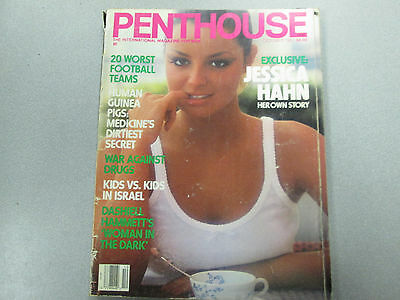 PENTHOUSE
THE INTERNATIONAL MAGAZINE FOR MEN
20 WORST
FOOTBALL
TEAMS
HUMAN
GUINEA
PIGS:
MEDICINE'S
DIRTIEST
SECRET
WAR AGAINST
DRUGS
KIDS VS. KIDS
IN ISRAEL
DASHIELL
HAMMETT'S
'WOMAN IN
THE DARK'
EXCLUSIVE:
JESSICA
HAHN
HER OWN STORY